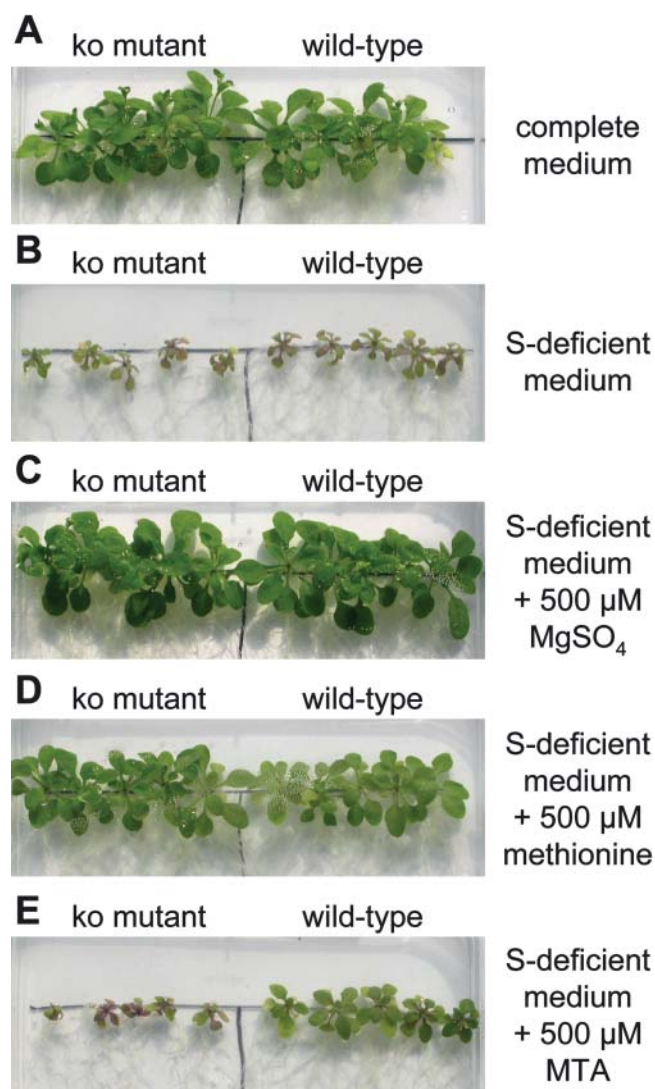 A
ko mutant wild-type
complete
medium
B
ko mutant wild-type
S-deficient
medium
C
ko mutant wild-type
S-deficient
medium
+ 500 µM
MgSO₄
D
ko mutant wild-type
S-deficient
medium
+ 500 µM
methionine
E
ko mutant wild-type
S-deficient
medium
+ 500 µM
MTA